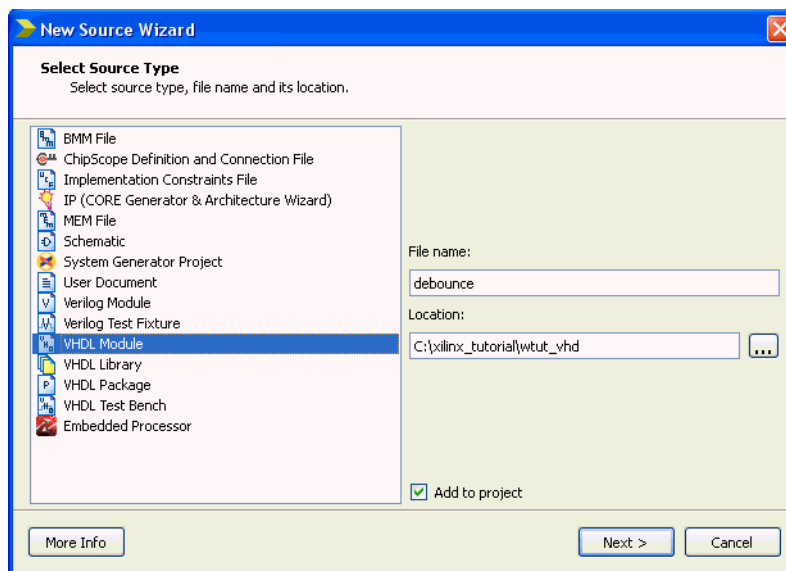 New Source Wizard
Select Source Type
Select source type, file name and its location.
BMM File
ChipScope Definition and Connection File
Implementation Constraints File
IP (CORE Generator & Architecture Wizard)
MEM File
Schematic
System Generator Project
User Document
Verilog Module
Verilog Test Fixture
VHDL Module
VHDL Library
VHDL Package
VHDL Test Bench
Embedded Processor
File name:
debounce
Location:
C:\xilinx_tutorial\wtut_vhd
...
Add to project
More Info
Next >
Cancel